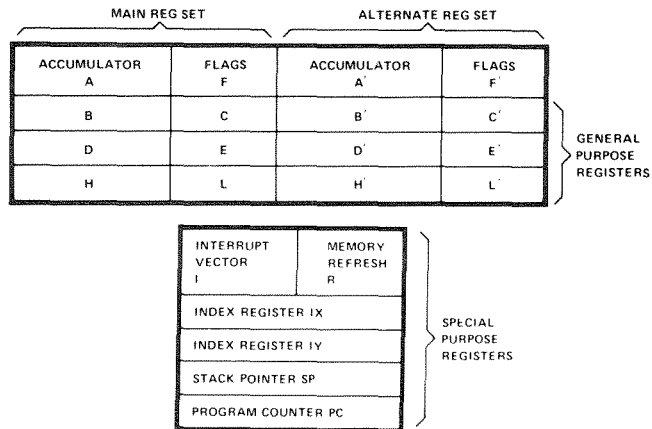 MAIN REG SET ALTERNATE REG SET
ACCUMULATOR FLAGS ACCUMULATOR FLAGS
A F A' F'
B C B' C'
D E D' E'
H L H' L'
GENERAL
PURPOSE
REGISTERS
INTERRUPT MEMORY
VECTOR REFRESH
I R
INDEX REGISTER IX
INDEX REGISTER IY
STACK POINTER SP
PROGRAM COUNTER PC
SPECIAL
PURPOSE
REGISTERS